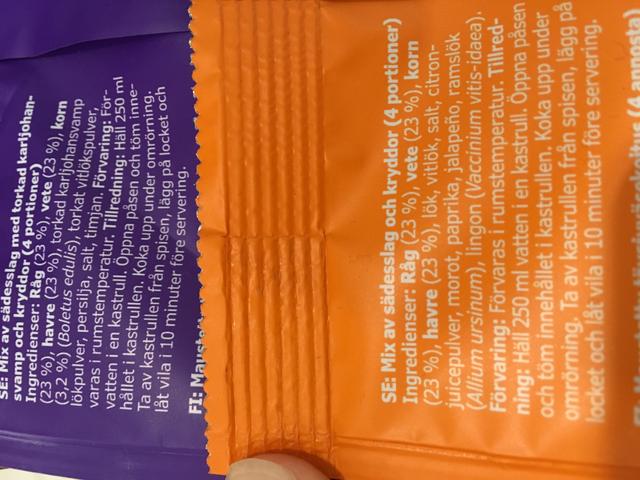 SE: Mix av sädesslag med torkad karljohan-
svamp och kryddor (4 portioner)
Ingredienser: Råg (23 %), vete (23 %), korn
(23 %), havre (23 %), torkad karljohansvamp
(3,2 %) (Boletus edulis), torkat vitlökspulver,
lökpulver, persilja, salt, timjan. Förvaring: För-
varas i rumstemperatur. Tillredning: Häll 250 ml
vatten i en kastrull. Öppna påsen och töm inne-
hållet i kastrullen. Koka upp under omrörning.
Ta av kastrullen från spisen, lägg på locket och
låt vila i 10 minuter före servering.
FI:
SE: Mix av sädesslag och kryddor (4 portioner)
Ingredienser: Råg (23 %), vete (23 %), korn
(23 %), havre (23 %), lök, vitlök, salt, citron-
juicepulver, morot, paprika, jalapeño, ramslök
(Allium ursinum), lingon (Vaccinium vitis-idaea).
Förvaring: Förvaras i rumstemperatur. Tillred-
ning: Häll 250 ml vatten i en kastrull. Öppna påsen
och töm innehållet i kastrullen. Koka upp under
omrörning. Ta av kastrullen från spisen, lägg på
locket och låt vila i 10 minuter före servering.